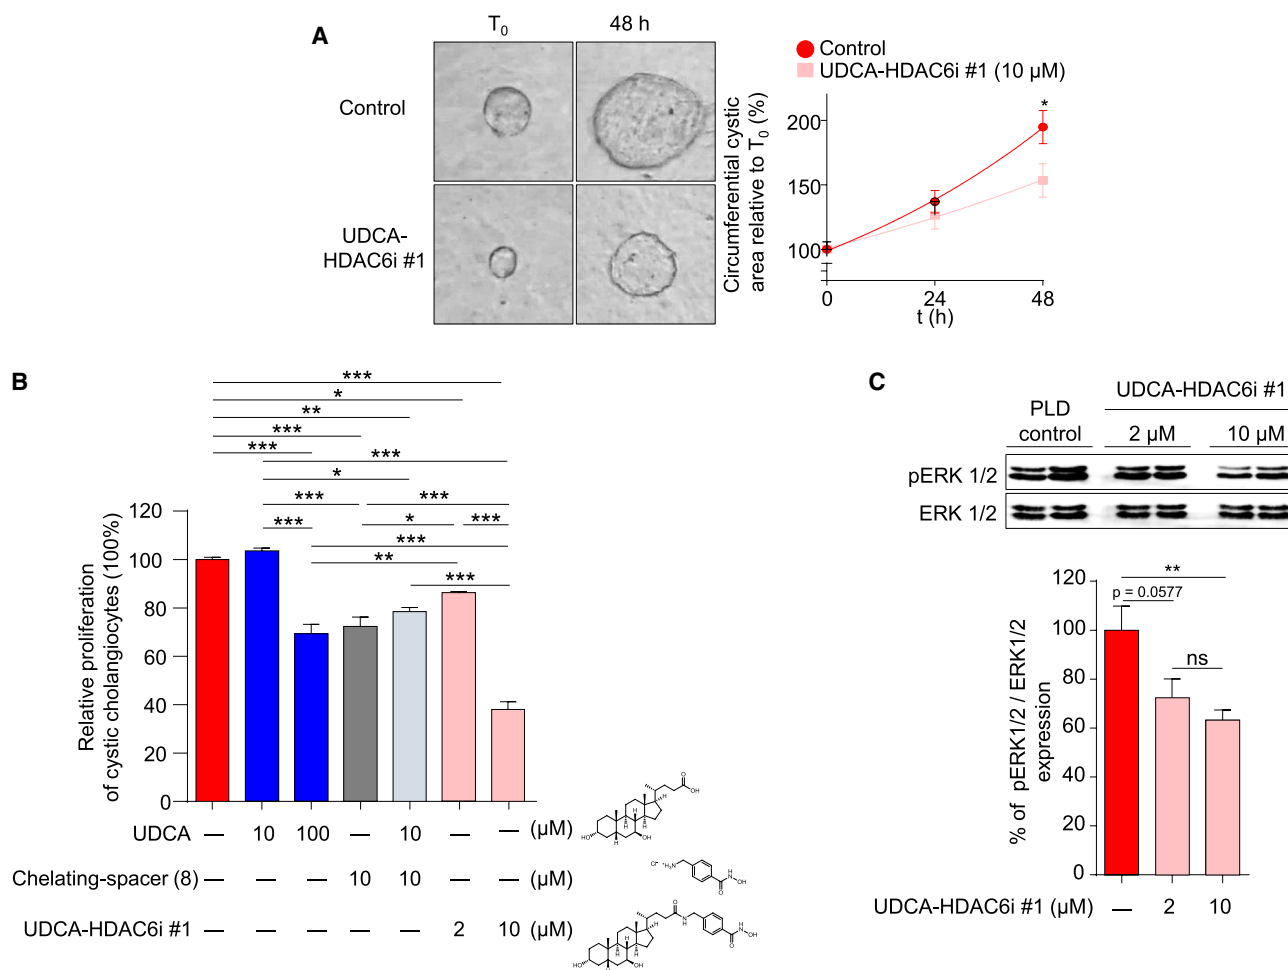 A
T0
48 h
Control
UDCA-
HDAC6i #1
Control
UDCA-HDAC6i #1 (10 µM)
Circumferential cystic
area relative to T0 (%)
200
150
100
*
0
24
48
t (h)
B
***
*
**
***
***
***
*
***
***
***
*
***
***
**
***
Relative proliferation
of cystic cholangiocytes (100%)
120
100
80
60
40
20
0
UDCA — 10 100 — 10 — — (µM)
Chelating-spacer (8) — — — 10 10 — — (µM)
UDCA-HDAC6i #1 — — — — — 2 10 (µM)
C
UDCA-HDAC6i #1
PLD
control
2 µM
10 µM
pERK 1/2
ERK 1/2
**
p = 0.0577
ns
% of pERK1/2 / ERK1/2
expression
120
100
80
60
40
20
0
UDCA-HDAC6i #1 (µM) — 2 10